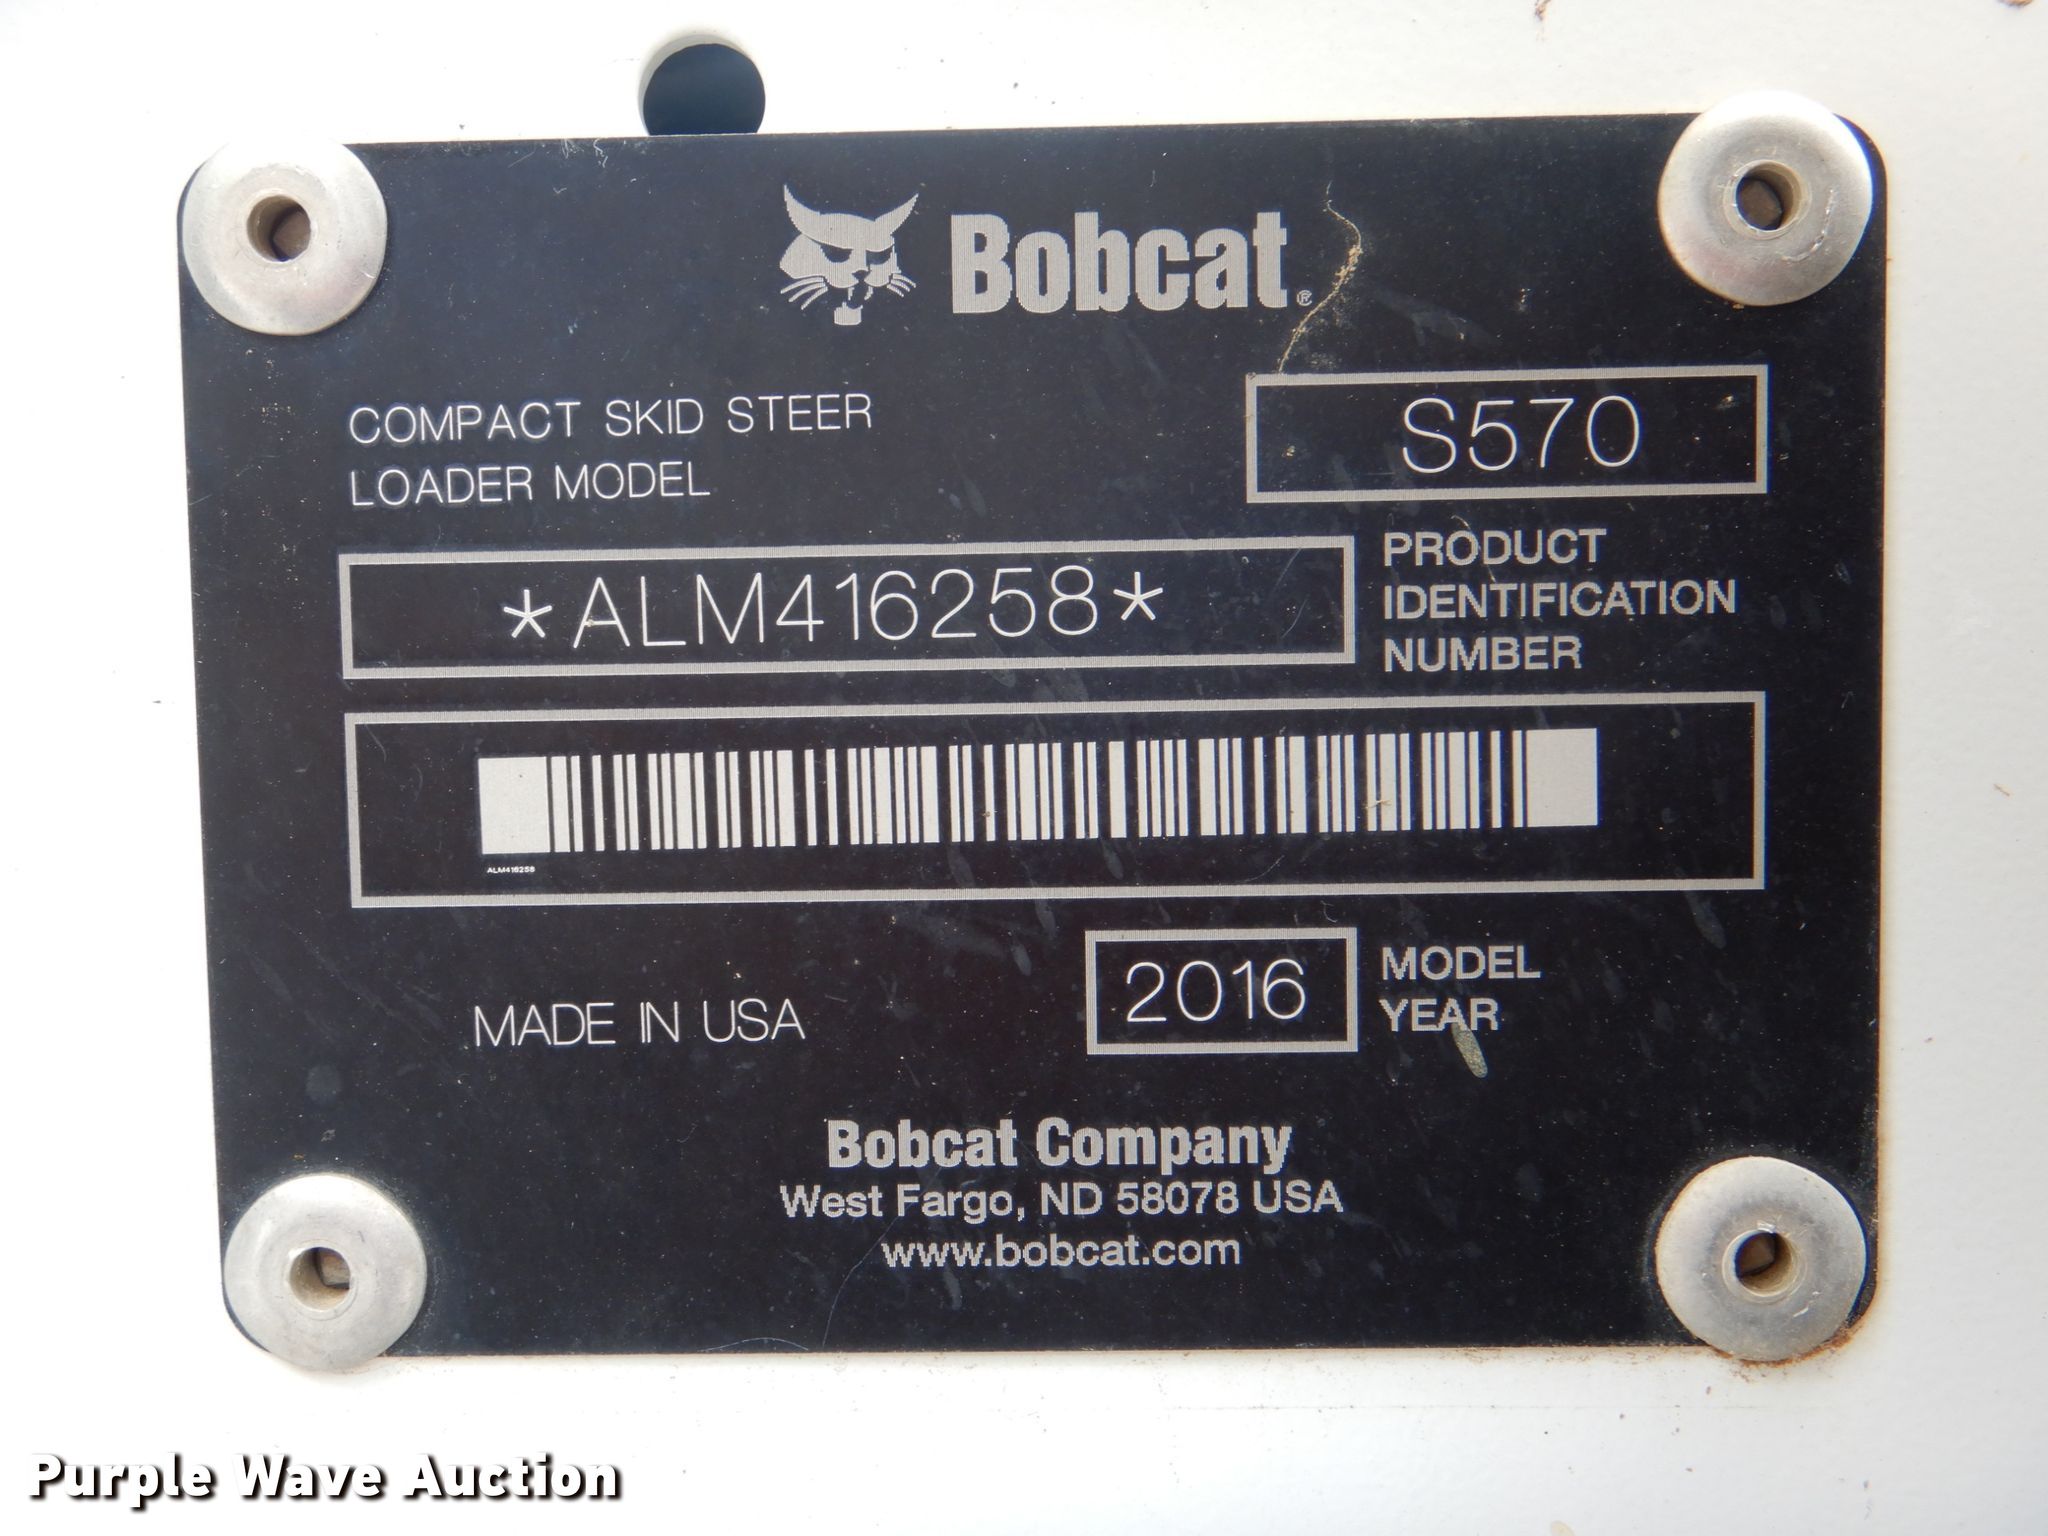 Bobcat®
COMPACT SKID STEER
LOADER MODEL
S570
*ALM416258*
PRODUCT
IDENTIFICATION
NUMBER
ALM416258
MADE IN USA
2016
MODEL
YEAR
Bobcat Company
West Fargo, ND 58078 USA
www.bobcat.com
Purple Wave Auction